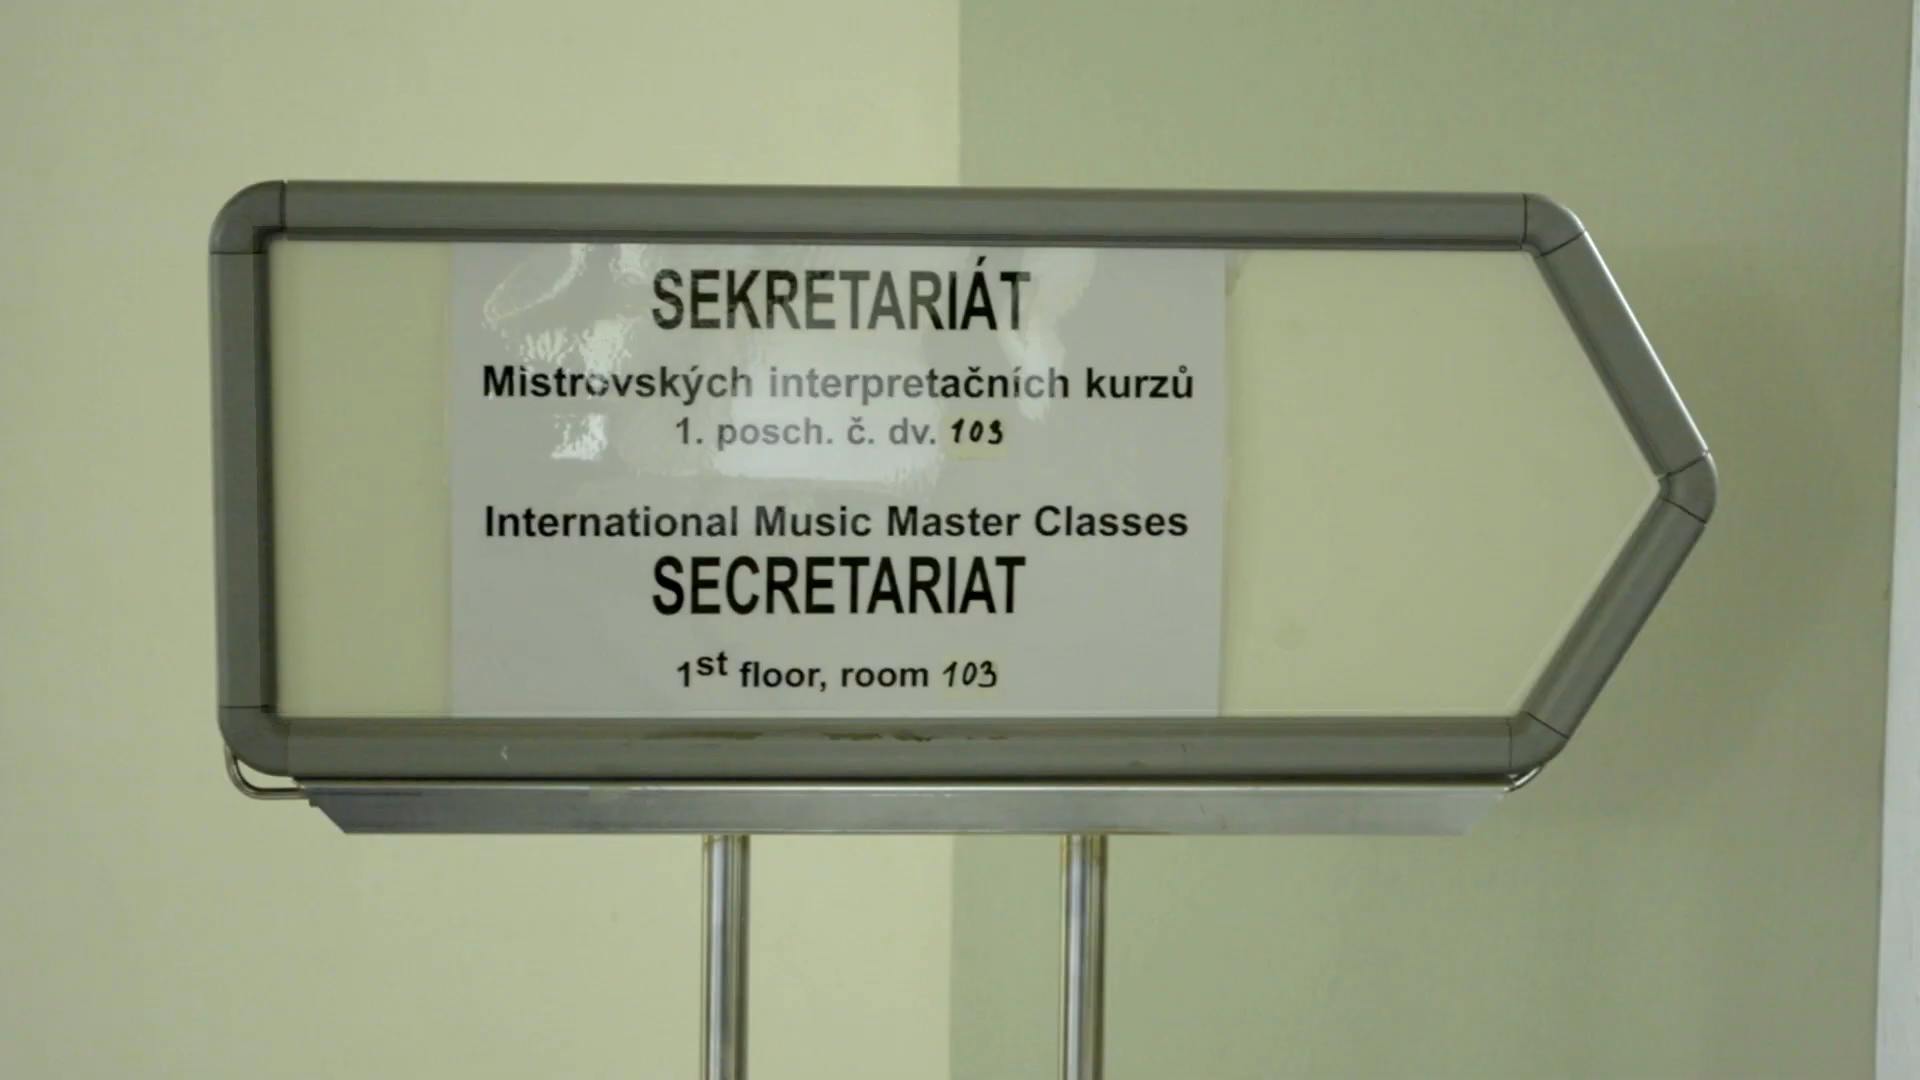 SEKRETARIÁT
Mistrovských interpretačních kurzů
1. posch. č. dv. 103
International Music Master Classes
SECRETARIAT
1st floor, room 103